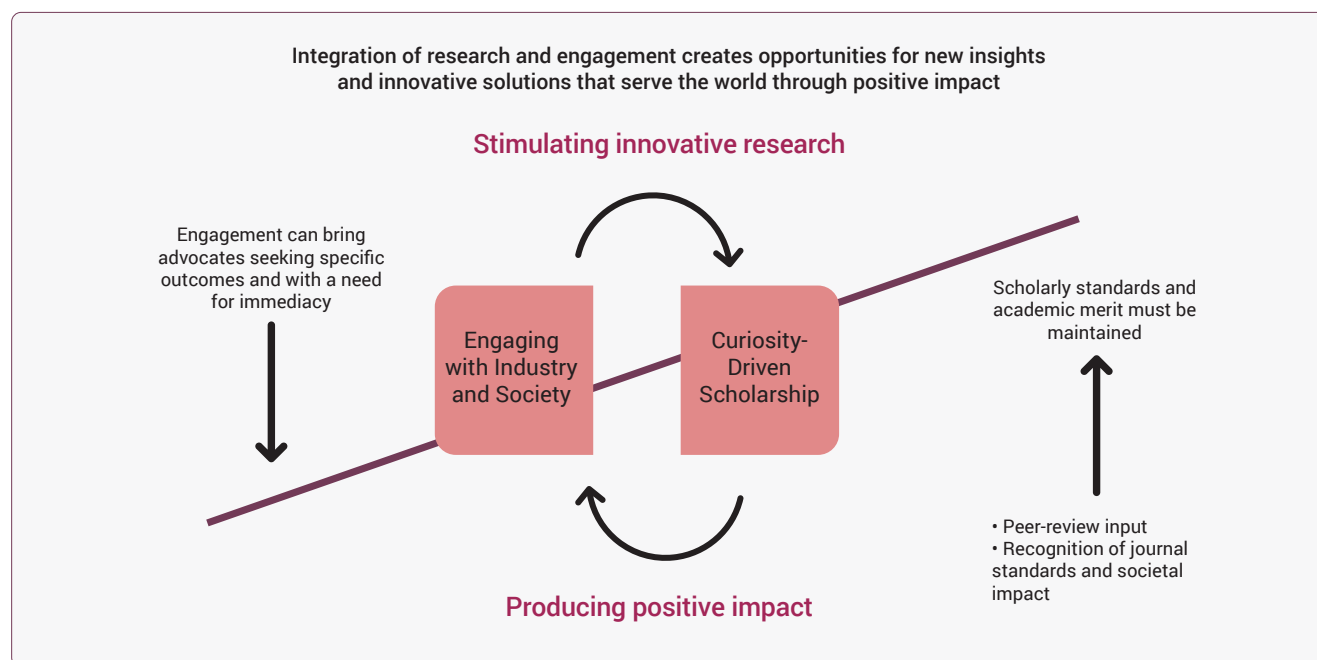 Integration of research and engagement creates opportunities for new insights
and innovative solutions that serve the world through positive impact
Stimulating innovative research
Engagement can bring
advocates seeking specific
outcomes and with a need
for immediacy
Engaging
with Industry
and Society
Curiosity-
Driven
Scholarship
Scholarly standards and
academic merit must be
maintained
• Peer-review input
• Recognition of journal
standards and societal
impact
Producing positive impact